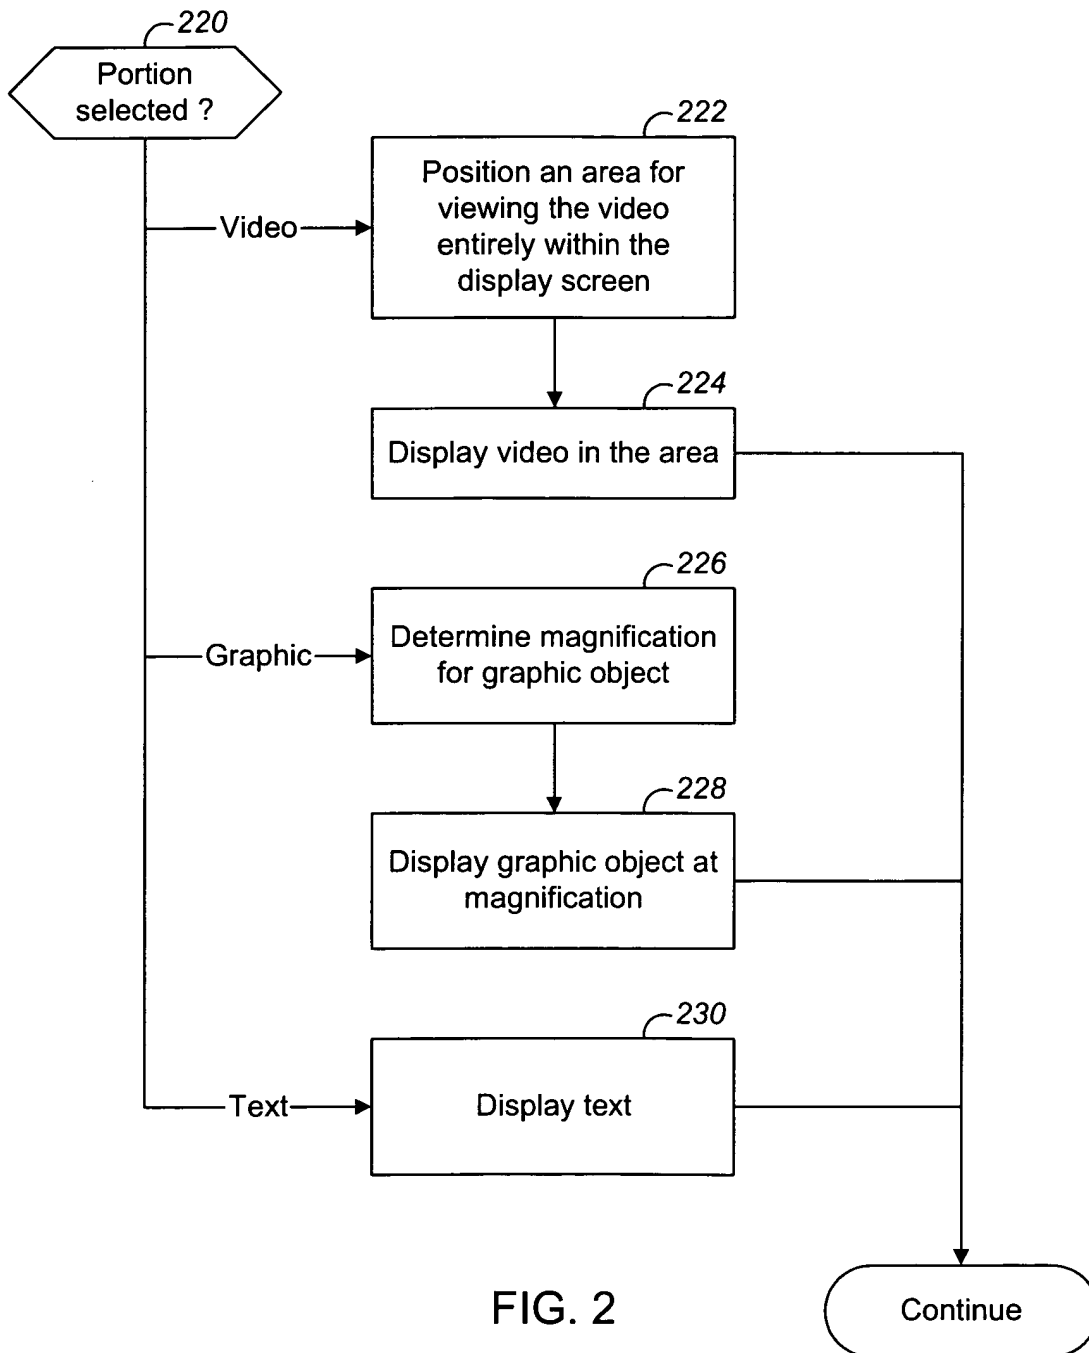 220
Portion
selected ?
222
Position an area for
viewing the video
entirely within the
display screen
Video
224
Display video in the area
226
Determine magnification
for graphic object
Graphic
228
Display graphic object at
magnification
230
Display text
Text
Continue
FIG. 2